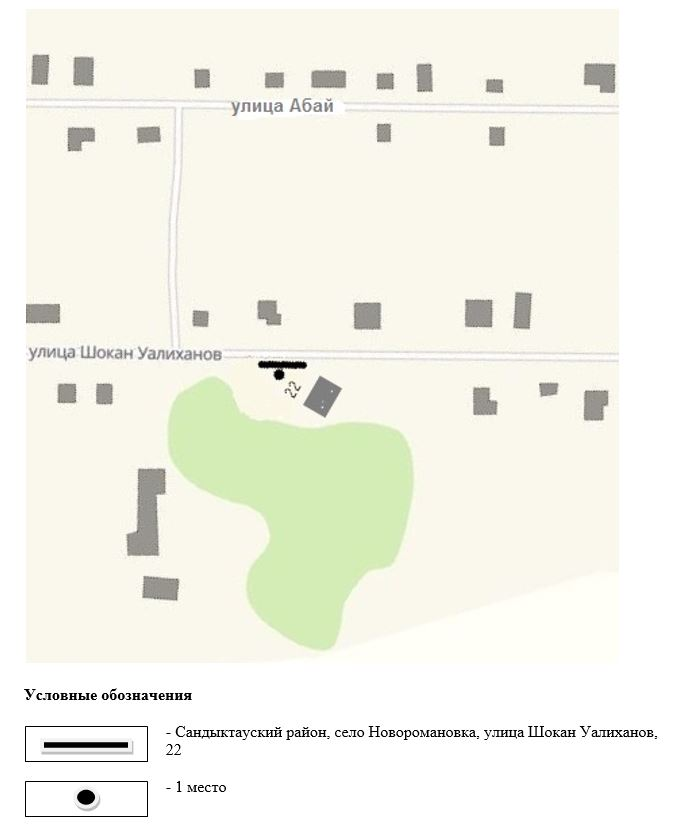 улица Абай
улица Шокан Уалиханов
22
Условные обозначения
- Сандыктауский район, село Новоромановка, улица Шокан Уалиханов,
22
- 1 место